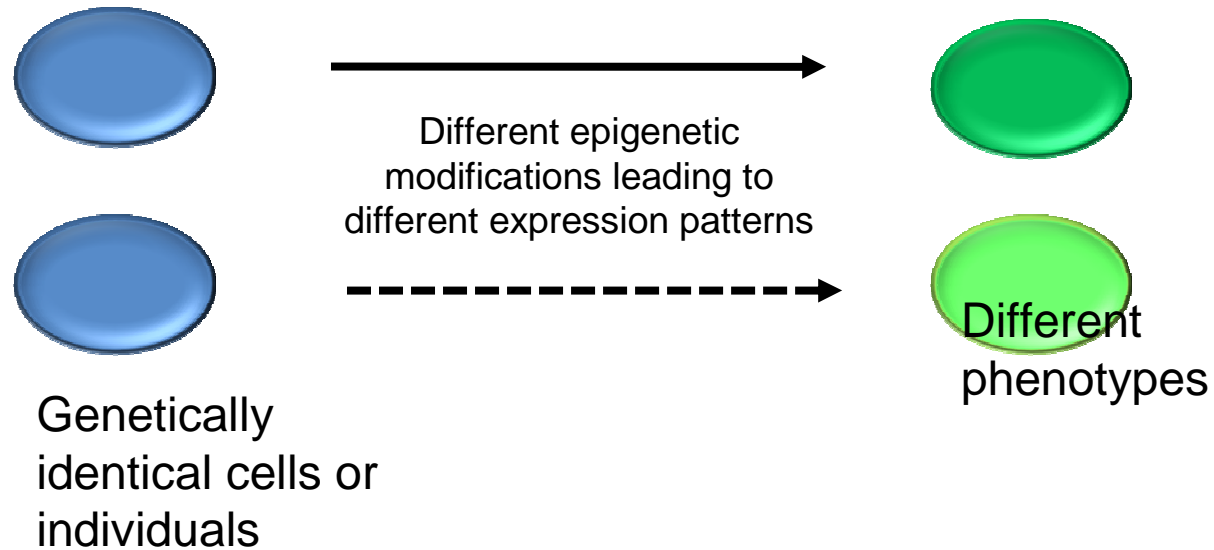 Different epigenetic
modifications leading to
different expression patterns
Different
phenotypes
Genetically
identical cells or
individuals